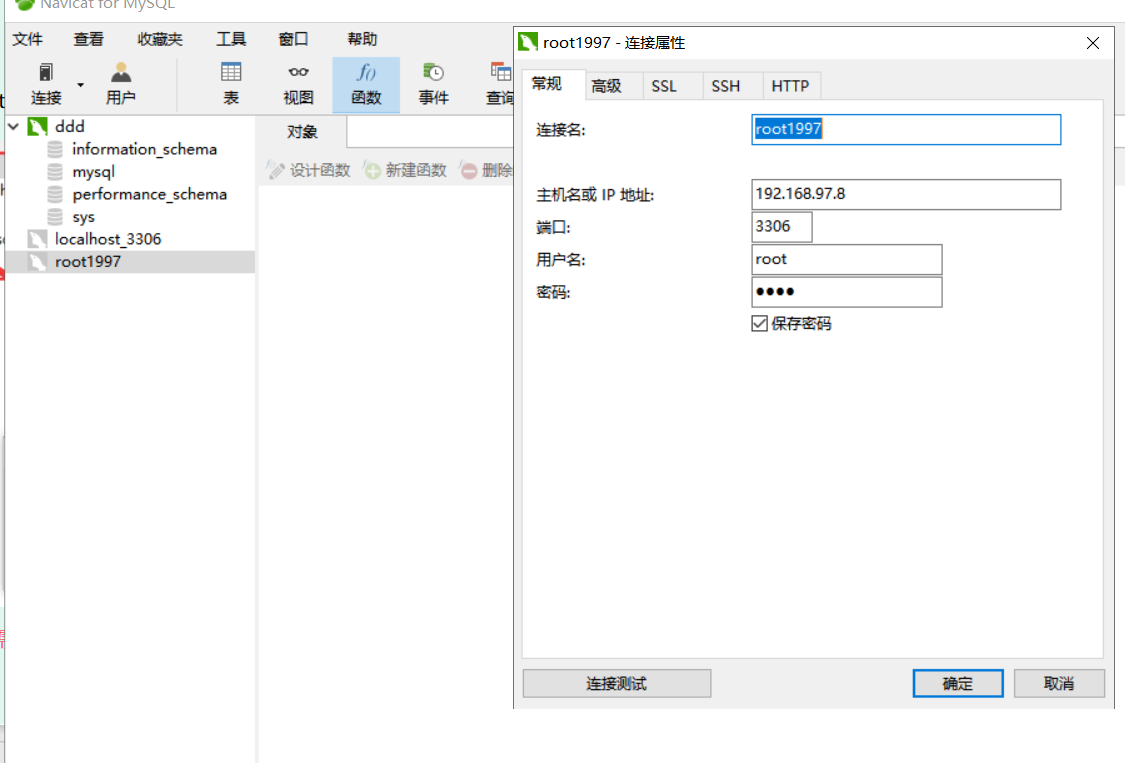 Navicat for MySQL
文件 查看 收藏夹 工具 窗口 帮助
连接 用户 表 视图 函数 事件 查询
对象
设计函数 新建函数 删除
ddd
information_schema
mysql
performance_schema
sys
localhost_3306
root1997
root1997 - 连接属性
常规 高级 SSL SSH HTTP
连接名: root1997
主机名或 IP 地址: 192.168.97.8
端口: 3306
用户名: root
密码: ●●●●
保存密码
连接测试 确定 取消